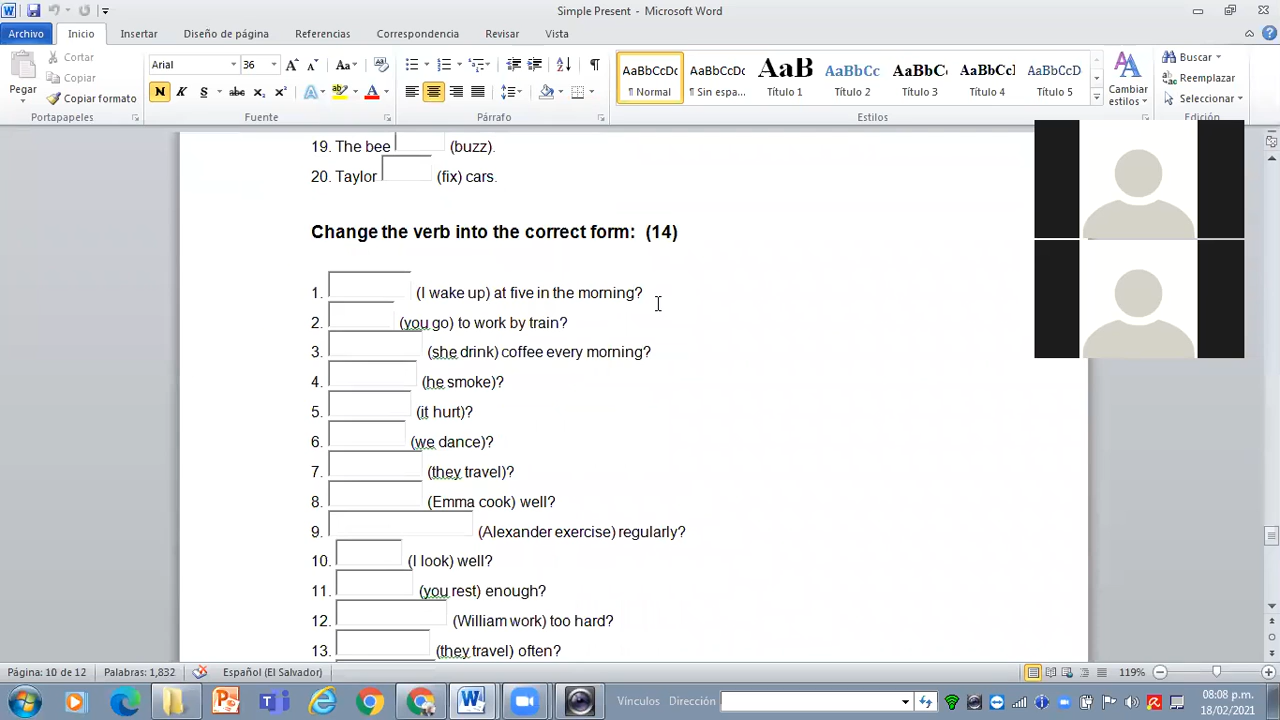 Simple Present - Microsoft Word
Archivo Inicio Insertar Diseño de página Referencias Correspondencia Revisar Vista
Pegar
Cortar
Copiar
Copiar formato
Portapapeles
Arial 36
Fuente
Párrafo
AaBbCcDc AaBbCcDc AaB AaBbCc AaBbC AaBbCc AaBbCcD
¶ Normal ¶ Sin espa... Título 1 Título 2 Título 3 Título 4 Título 5
Cambiar estilos
Estilos
Buscar
Reemplazar
Seleccionar
Edición
19. The bee (buzz).
20. Taylor (fix) cars.
Change the verb into the correct form: (14)
1. (I wake up) at five in the morning?
2. (you go) to work by train?
3. (she drink) coffee every morning?
4. (he smoke)?
5. (it hurt)?
6. (we dance)?
7. (they travel)?
8. (Emma cook) well?
9. (Alexander exercise) regularly?
10. (I look) well?
11. (you rest) enough?
12. (William work) too hard?
13. (they travel) often?
Página: 10 de 12 Palabras: 1,832 Español (El Salvador) 119%
Vínculos Dirección
08:08 p.m.
18/02/2021